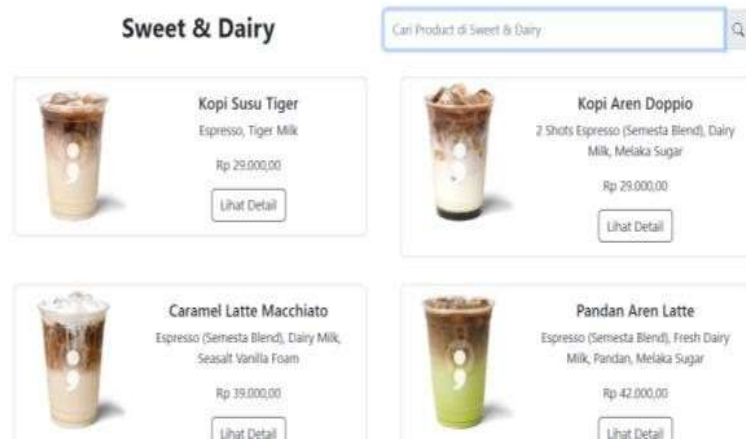 Sweet & Dairy
Cari Product di Sweet & Dairy
Kopi Susu Tiger
Espresso, Tiger Milk
Rp 29.000,00
Lihat Detail
Kopi Aren Doppio
2 Shots Espresso (Semesta Blend), Dairy
Milk, Melaka Sugar
Rp 29.000,00
Lihat Detail
Caramel Latte Macchiato
Espresso (Semesta Blend), Dairy Milk,
Seasalt Vanilla Foam
Rp 39.000,00
Lihat Detail
Pandan Aren Latte
Espresso (Semesta Blend), Fresh Dairy
Milk, Pandan, Melaka Sugar
Rp 42.000,00
Lihat Detail